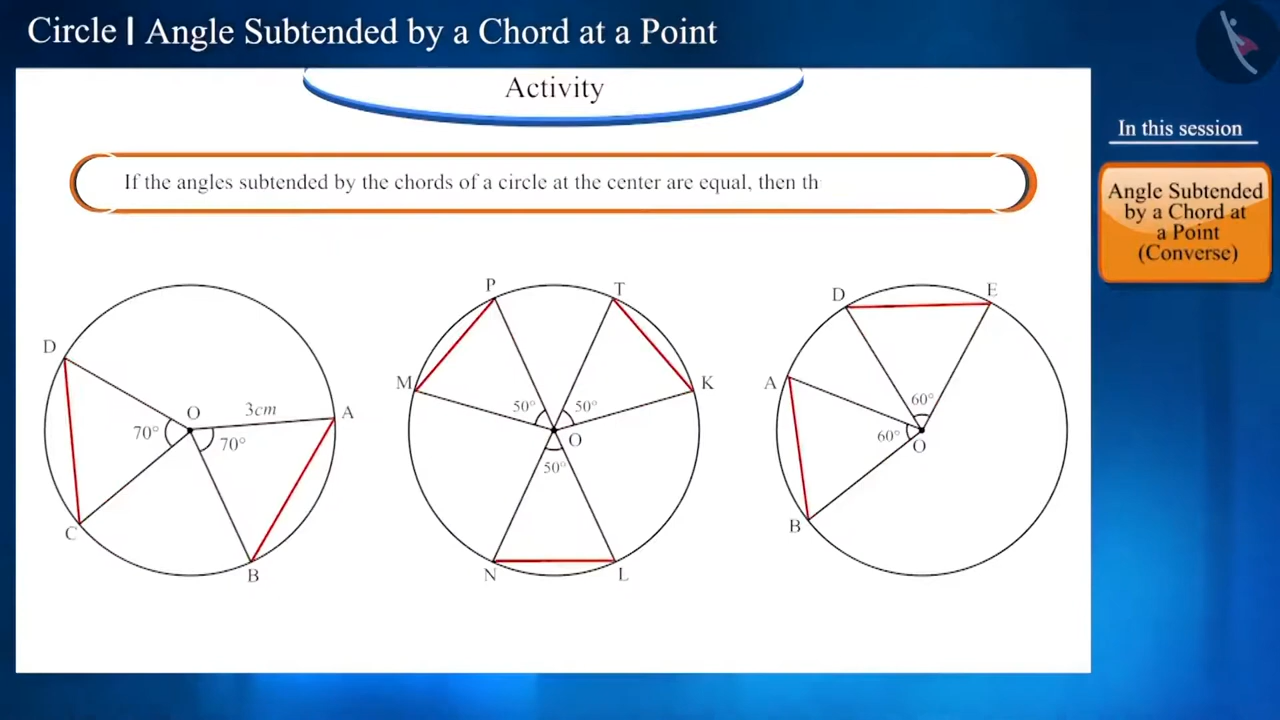 Circle | Angle Subtended by a Chord at a Point
Activity
In this session
If the angles subtended by the chords of a circle at the center are equal, then th
Angle Subtended
by a Chord at
a Point
(Converse)
D
O
3cm
A
70°
70°
C
B
P
T
M
K
50°
50°
O
50°
N
L
D
E
A
60°
60°
O
B